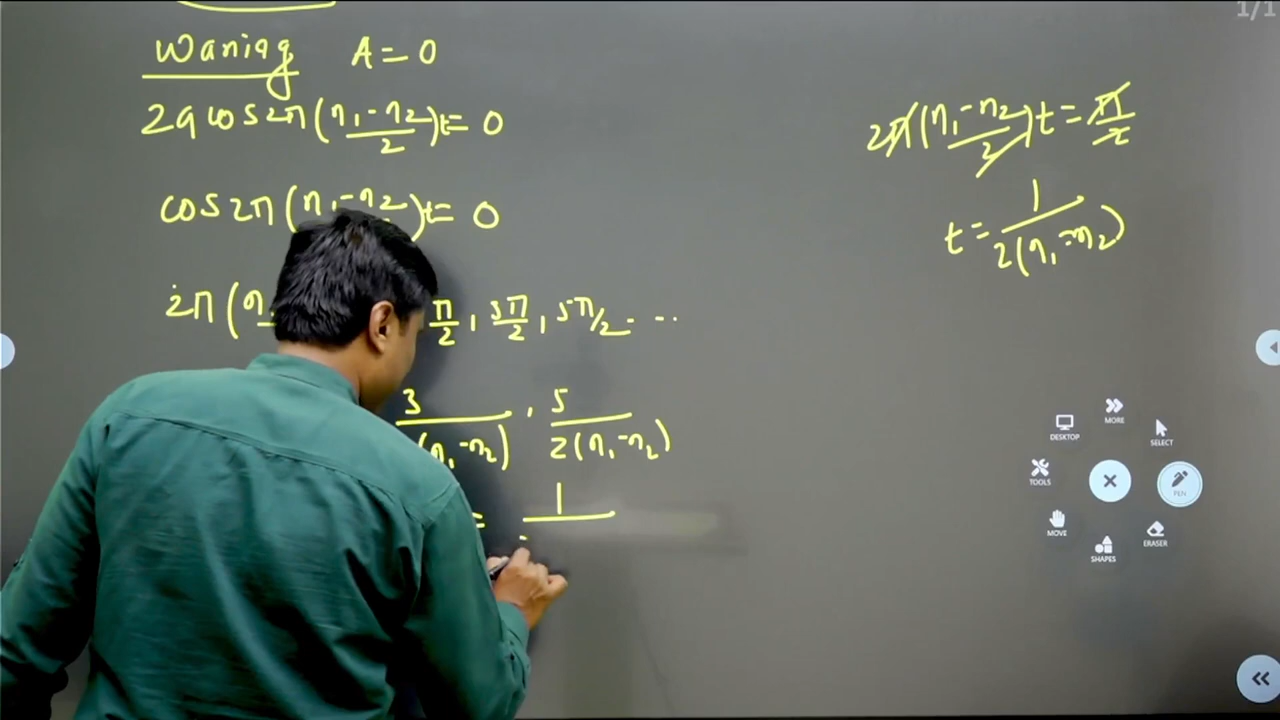 1/1
Waning A = 0
2a cos 2π (n₁ - n₂ / 2) t = 0
cos 2π (n₁ - n₂ ) t = 0
2π (n π/2, 3π/2, 5π/2 - - -
3 / (n₁ - n₂), 5 / 2(n₁ - n₂)
= 1 /
2π (n₁ - n₂ / 2) t = π / 2
t = 1 / 2(n₁ - n₂)
MORE
DESKTOP
SELECT
TOOLS
PEN
MOVE
ERASER
SHAPES